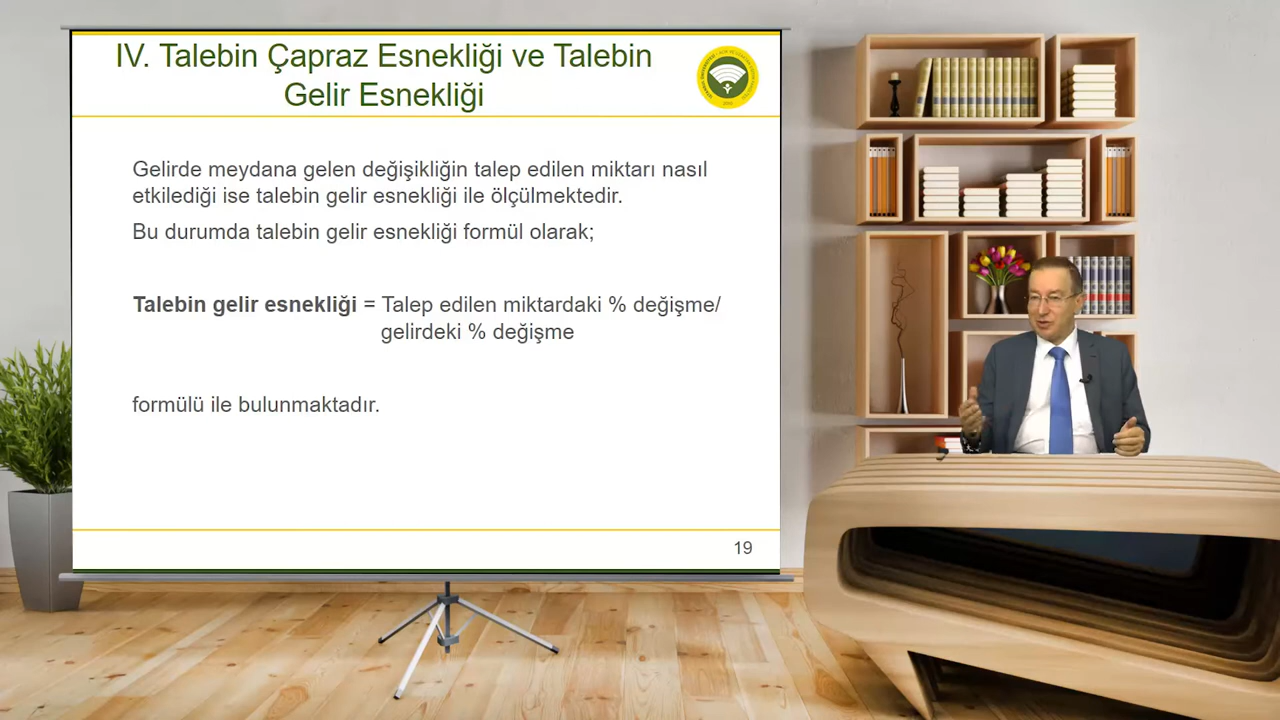 IV. Talebin Çapraz Esnekliği ve Talebin
Gelir Esnekliği
Gelirde meydana gelen değişikliğin talep edilen miktarı nasıl
etkilediği ise talebin gelir esnekliği ile ölçülmektedir.
Bu durumda talebin gelir esnekliği formül olarak;
Talebin gelir esnekliği = Talep edilen miktardaki % değişme/
gelirdeki % değişme
formülü ile bulunmaktadır.
19